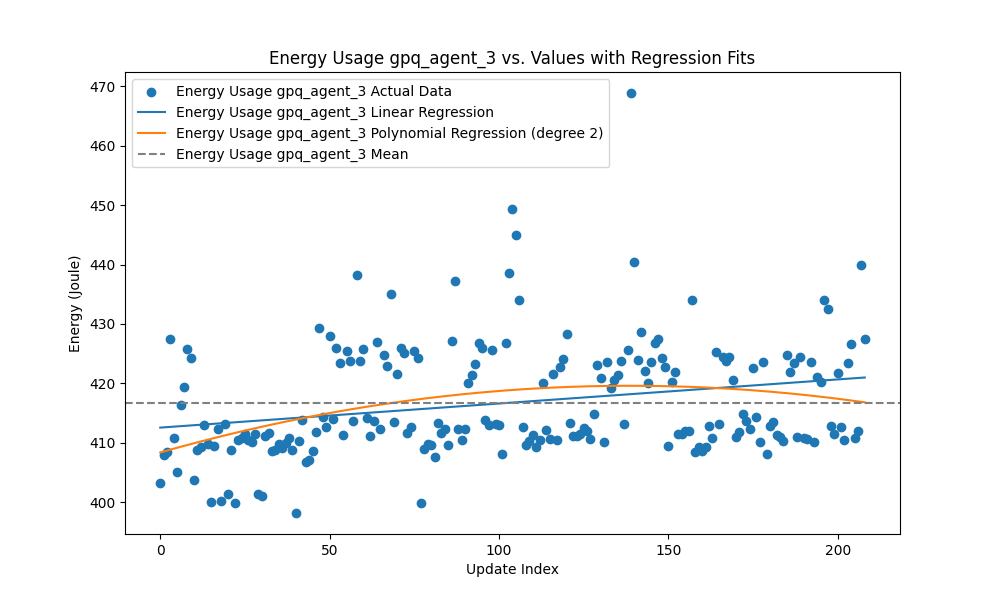 Energy Usage gpq_agent_3 vs. Values with Regression Fits
Energy Usage gpq_agent_3 Actual Data
Energy Usage gpq_agent_3 Linear Regression
Energy Usage gpq_agent_3 Polynomial Regression (degree 2)
Energy Usage gpq_agent_3 Mean
Energy (Joule)
470
460
450
440
430
420
410
400
0 50 100 150 200
Update Index